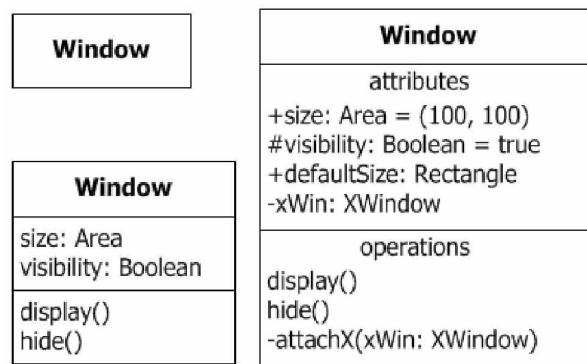 Window
Window
size: Area
visibility: Boolean
display()
hide()
Window
attributes
+size: Area = (100, 100)
#visibility: Boolean = true
+defaultSize: Rectangle
-xWin: XWindow
operations
display()
hide()
-attachX(xWin: XWindow)